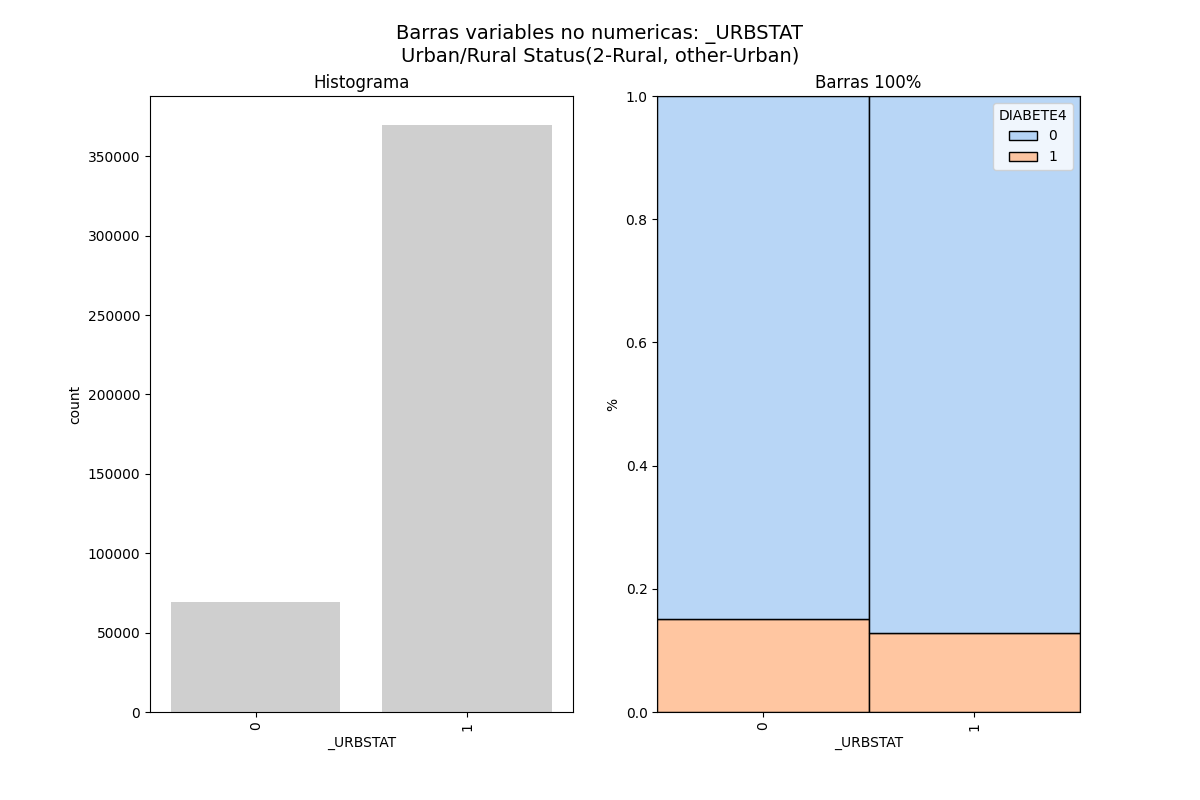 Barras variables no numericas: _URBSTAT
Urban/Rural Status(2-Rural, other-Urban)
Histograma
count
350000
300000
250000
200000
150000
100000
50000
0
0
1
_URBSTAT
Barras 100%
%
1.0
0.8
0.6
0.4
0.2
0.0
DIABETE4
0
1
0
1
_URBSTAT